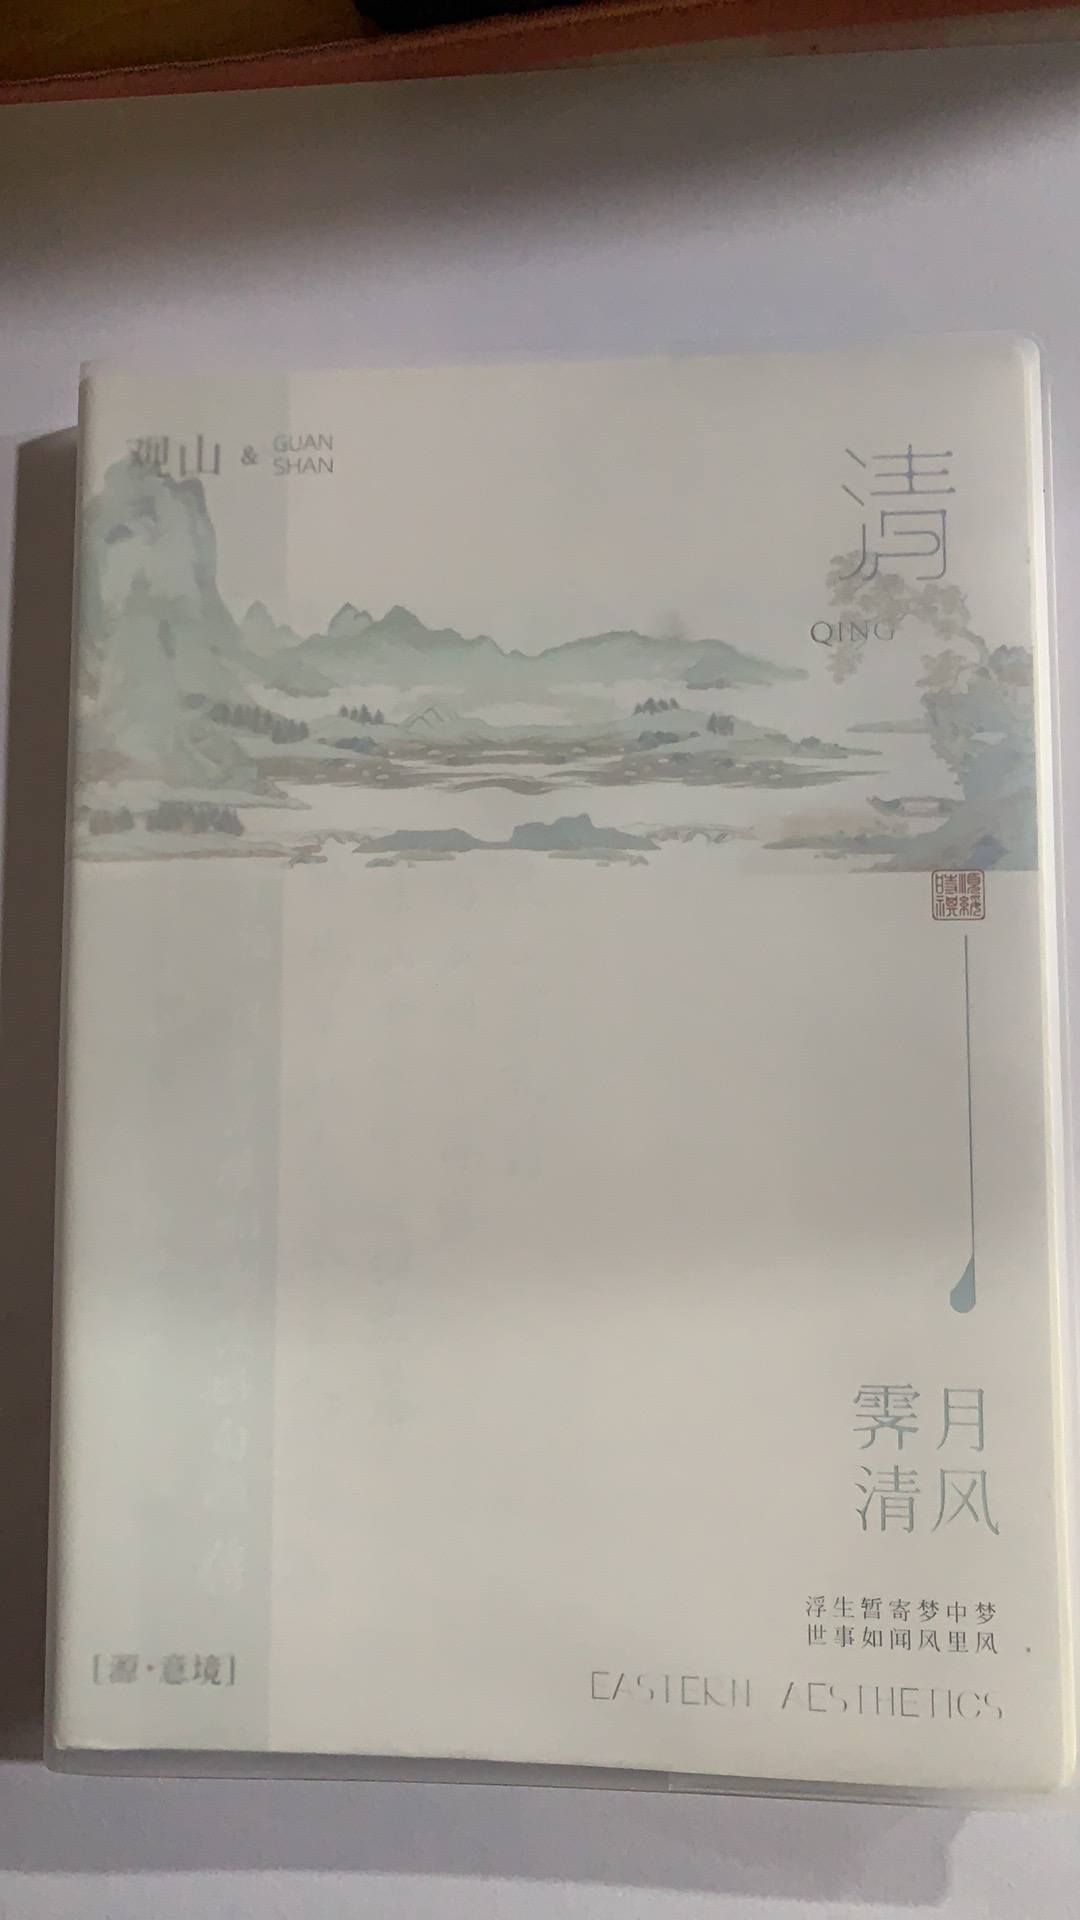 观山 & GUAN SHAN
清
QING
霁月
清风
浮生暂寄梦中梦
世事如闻风里风
[源·意境]
EASTERN AESTHETICS